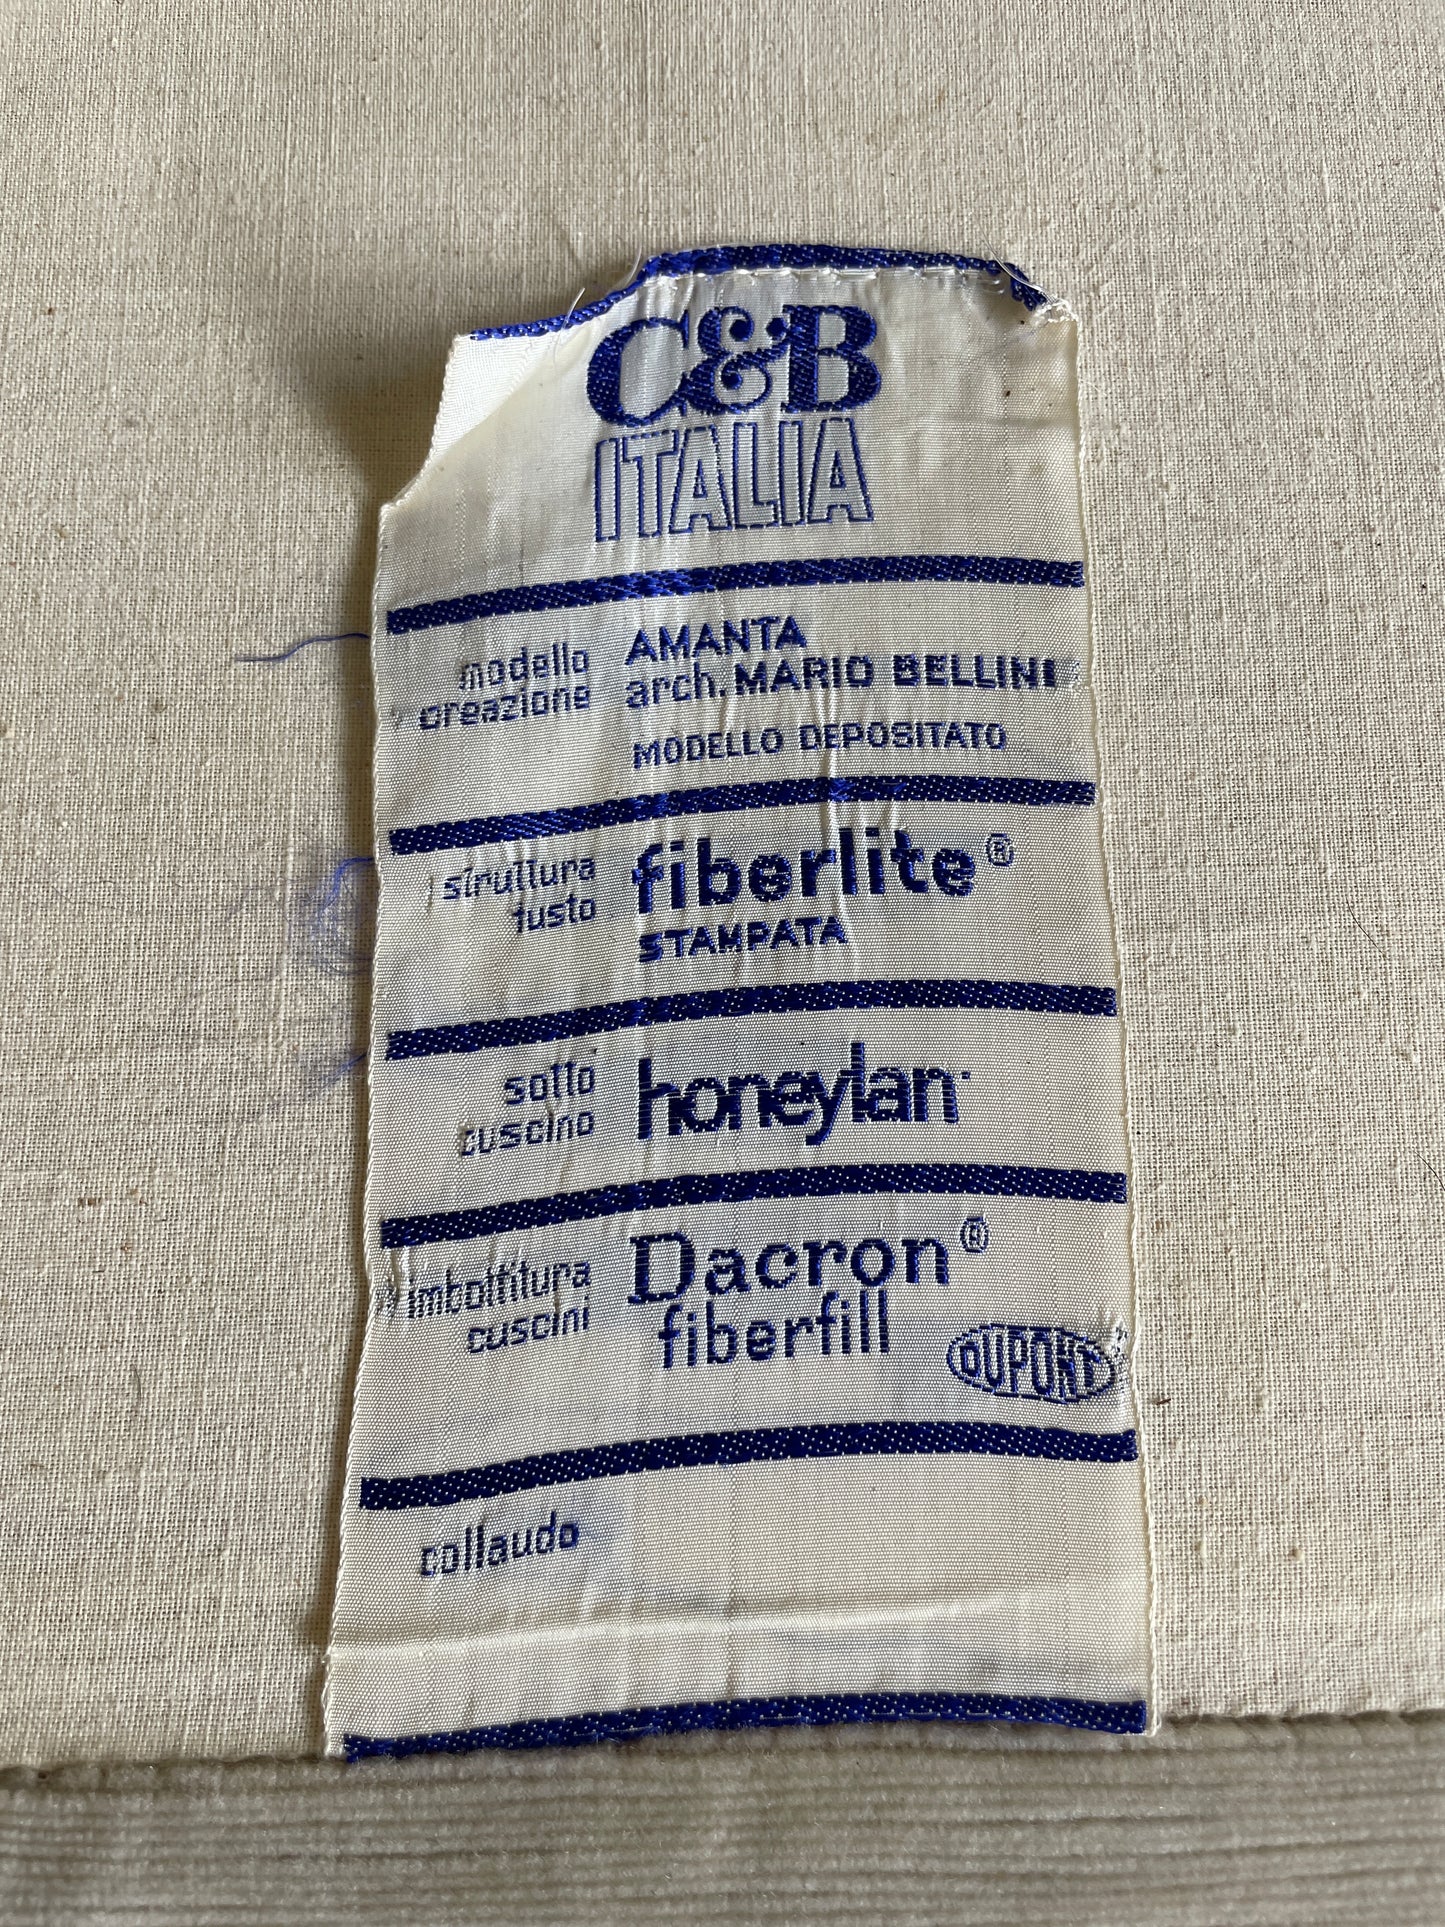 C&B
ITALIA
modello AMANTA
creazione arch. MARIO BELLINI
MODELLO DEPOSITATO
struttura fiberlite®
fusto STAMPATA
sotto honeylan
cuscino
imbottitura Dacron®
cuscini fiberfill
DUPONT
collaudo